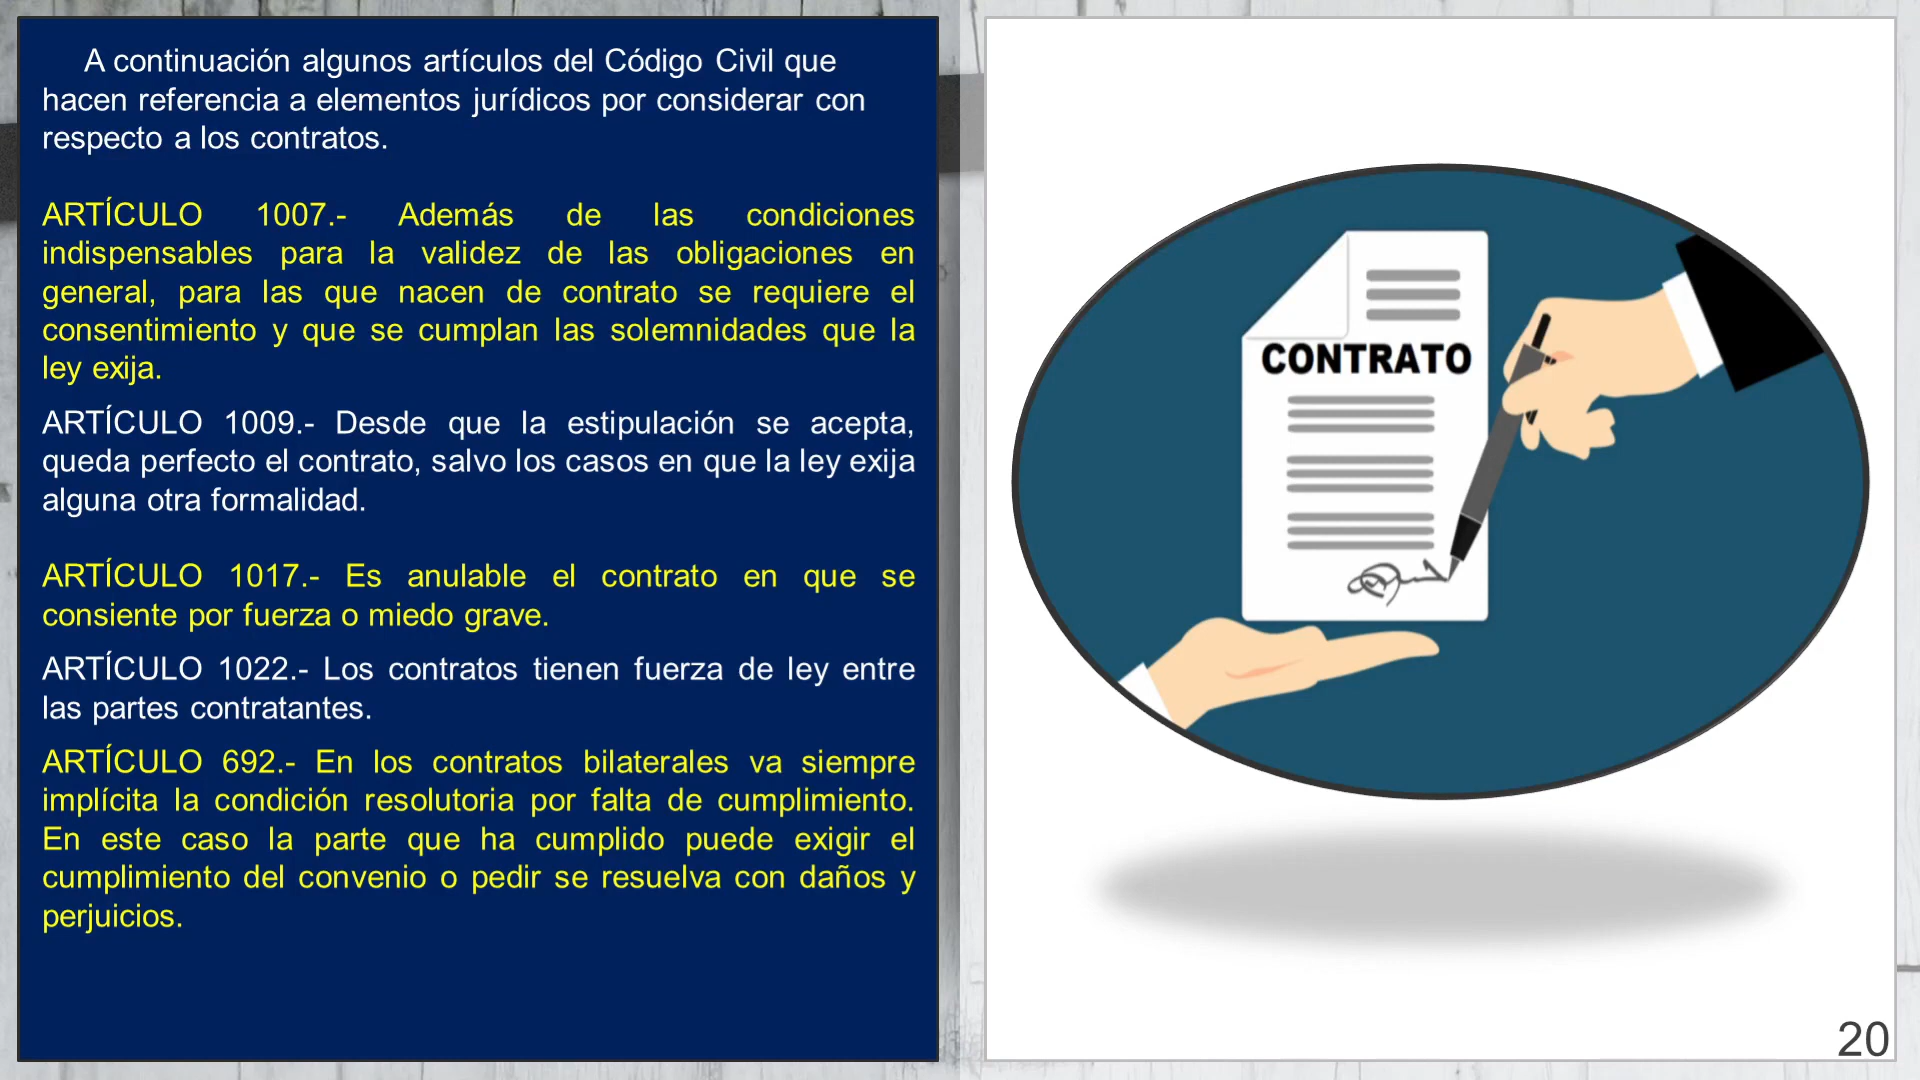 A continuación algunos artículos del Código Civil que
hacen referencia a elementos jurídicos por considerar con
respecto a los contratos.
ARTÍCULO 1007.- Además de las condiciones
indispensables para la validez de las obligaciones en
general, para las que nacen de contrato se requiere el
consentimiento y que se cumplan las solemnidades que la
ley exija.
ARTÍCULO 1009.- Desde que la estipulación se acepta,
queda perfecto el contrato, salvo los casos en que la ley exija
alguna otra formalidad.
ARTÍCULO 1017.- Es anulable el contrato en que se
consiente por fuerza o miedo grave.
ARTÍCULO 1022.- Los contratos tienen fuerza de ley entre
las partes contratantes.
ARTÍCULO 692.- En los contratos bilaterales va siempre
implícita la condición resolutoria por falta de cumplimiento.
En este caso la parte que ha cumplido puede exigir el
cumplimiento del convenio o pedir se resuelva con daños y
perjuicios.
CONTRATO
20